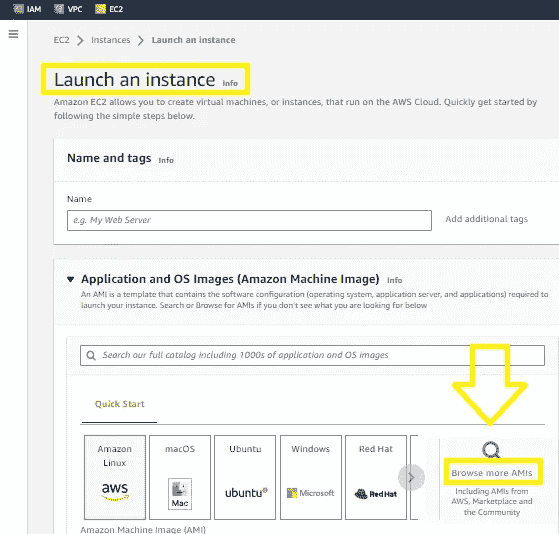 IAM VPC EC2
EC2 > Instances > Launch an instance
Launch an instance Info
Amazon EC2 allows you to create virtual machines, or instances, that run on the AWS Cloud. Quickly get started by
following the simple steps below.
Name and tags Info
Name
e.g. My Web Server
Add additional tags
Application and OS Images (Amazon Machine Image) Info
An AMI is a template that contains the software configuration (operating system, application server, and applications) required to
launch your instance. Search or Browse for AMIs if you don't see what you are looking for below
Search our full catalog including 1000s of application and OS images
Quick Start
Amazon
Linux
aws
macOS
Mac
Ubuntu
ubuntu
Windows
Microsoft
Red Hat
Red Hat
Browse more AMIs
Including AMIs from
AWS, Marketplace and
the Community
Amazon Machine Image (AMI)